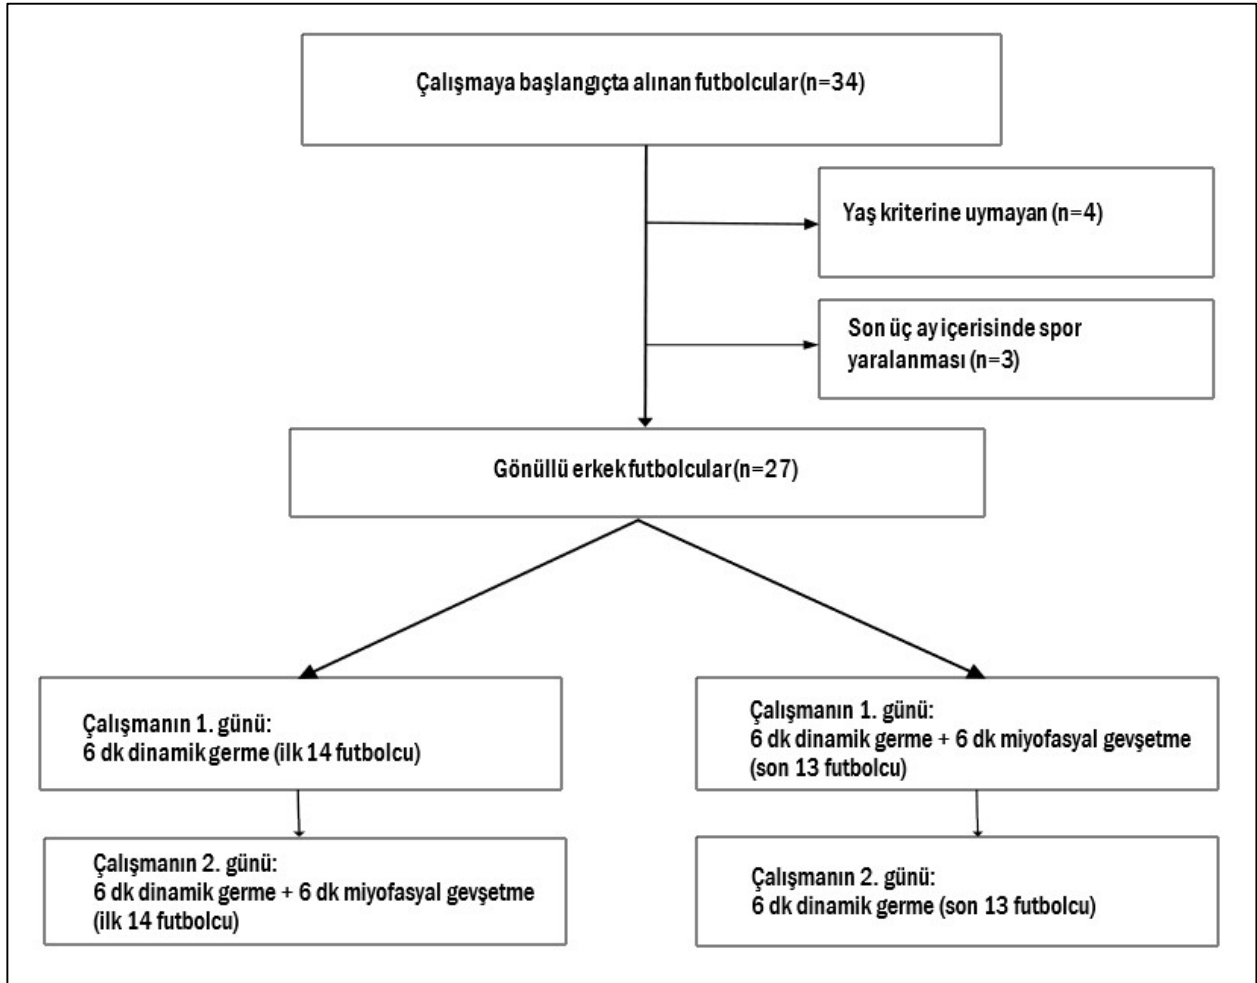 Çalışmaya başlangıçta alınan futbolcular (n=34)
Yaş kriterine uymayan (n=4)
Son üç ay içerisinde spor
yaralanması (n=3)
Gönüllü erkek futbolcular (n=27)
Çalışmanın 1. günü:
6 dk dinamik germe (ilk 14 futbolcu)
Çalışmanın 1. günü:
6 dk dinamik germe + 6 dk miyofasyal gevşetme
(son 13 futbolcu)
Çalışmanın 2. günü:
6 dk dinamik germe + 6 dk miyofasyal gevşetme
(ilk 14 futbolcu)
Çalışmanın 2. günü:
6 dk dinamik germe (son 13 futbolcu)